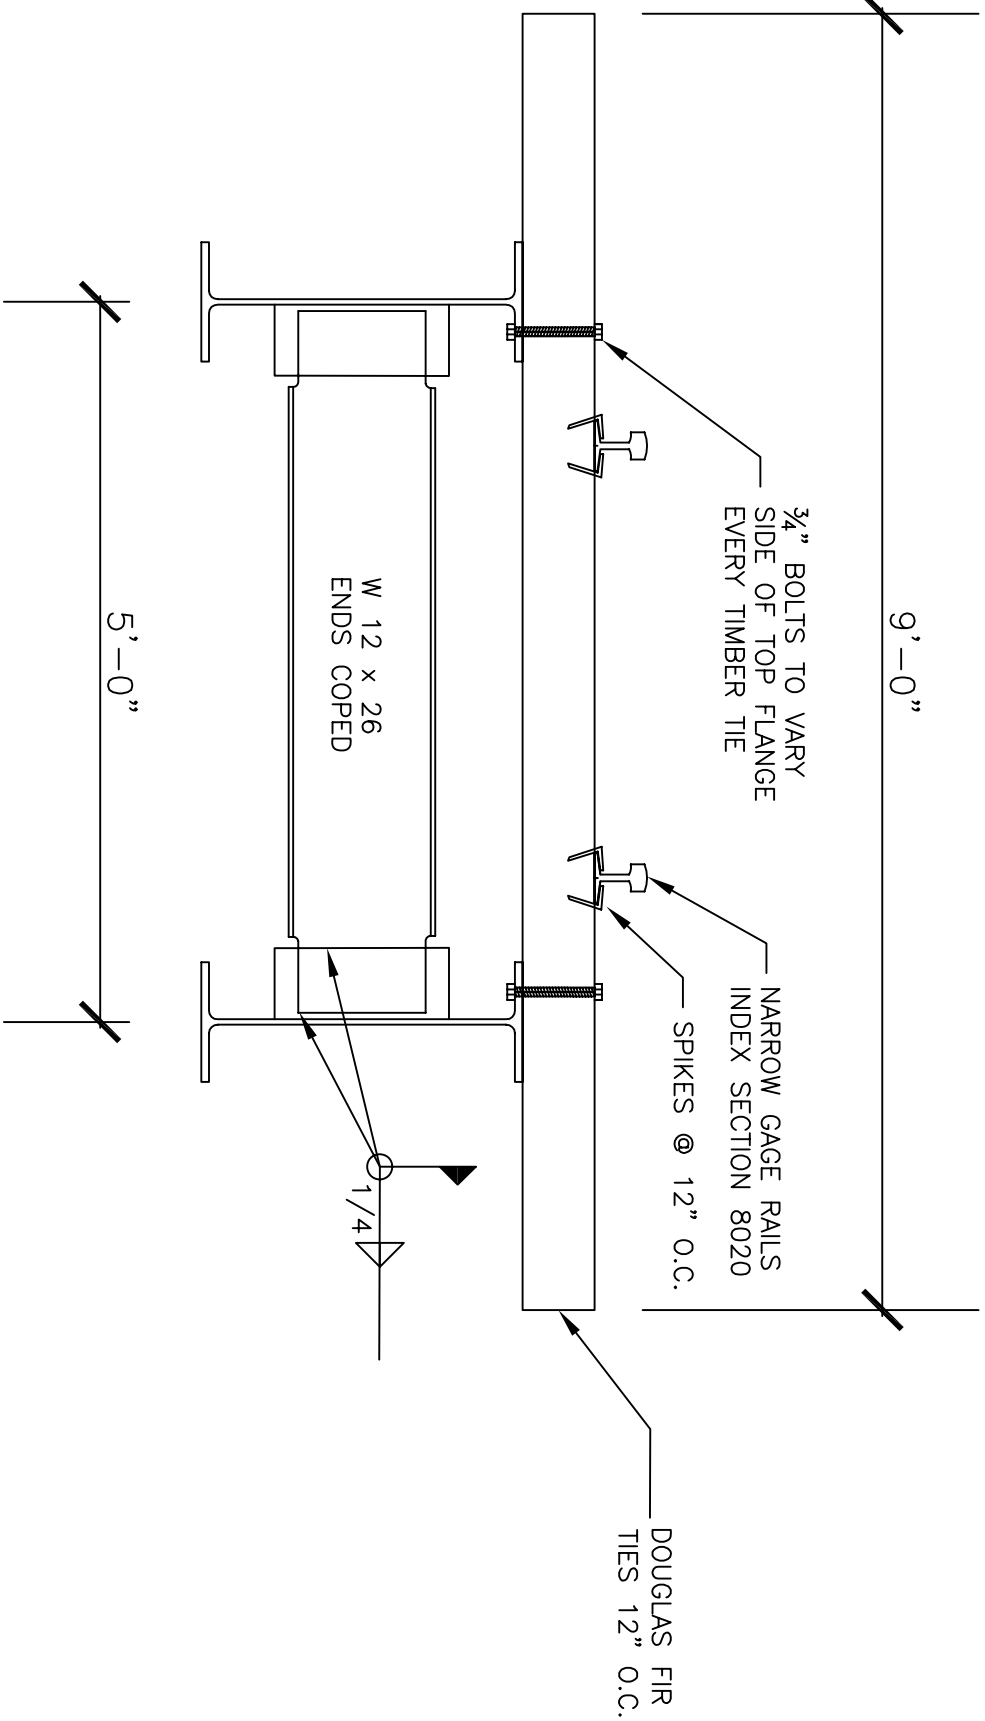 9'-0"
¾" BOLTS TO VARY
SIDE OF TOP FLANGE
EVERY TIMBER TIE
NARROW GAGE RAILS
INDEX SECTION 8020
SPIKES @ 12" O.C.
DOUGLAS FIR
TIES 12" O.C.
W 12 x 26
ENDS COPED
1/4
5'-0"